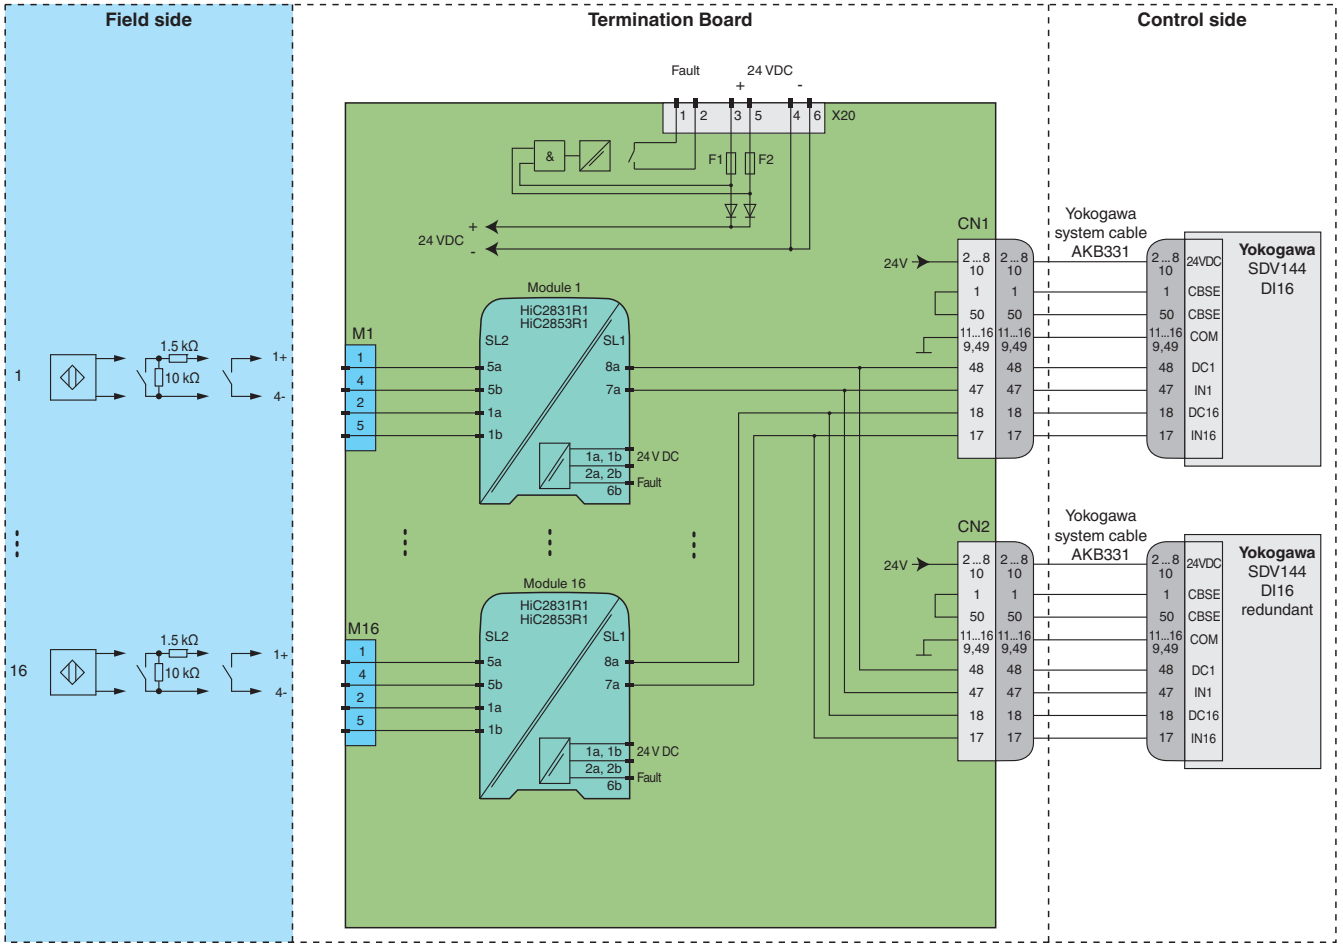 Field side
Termination Board
Control side
Fault
24 VDC
+
-
1
2
3
5
4
6
X20
&
F1
F2
+
24 VDC
-
1
1.5 kΩ
10 kΩ
1+
4-
M1
1
4
2
5
Module 1
HiC2831R1
HiC2853R1
SL2
SL1
5a
5b
1a
1b
8a
7a
1a, 1b
2a, 2b
6b
24 V DC
Fault
CN1
24V
2 ... 8
10
1
50
11...16
9,49
48
47
18
17
2 ... 8
10
1
50
11...16
9,49
48
47
18
17
Yokogawa
system cable
AKB331
2 ... 8
10
1
50
11...16
9,49
48
47
18
17
24VDC
CBSE
CBSE
COM
DC1
IN1
DC16
IN16
Yokogawa
SDV144
DI16
16
1.5 kΩ
10 kΩ
1+
4-
M16
1
4
2
5
Module 16
HiC2831R1
HiC2853R1
SL2
SL1
5a
5b
1a
1b
8a
7a
1a, 1b
2a, 2b
6b
24 V DC
Fault
CN2
24V
2 ... 8
10
1
50
11...16
9,49
48
47
18
17
2 ... 8
10
1
50
11...16
9,49
48
47
18
17
Yokogawa
system cable
AKB331
2 ... 8
10
1
50
11...16
9,49
48
47
18
17
24VDC
CBSE
CBSE
COM
DC1
IN1
DC16
IN16
Yokogawa
SDV144
DI16
redundant